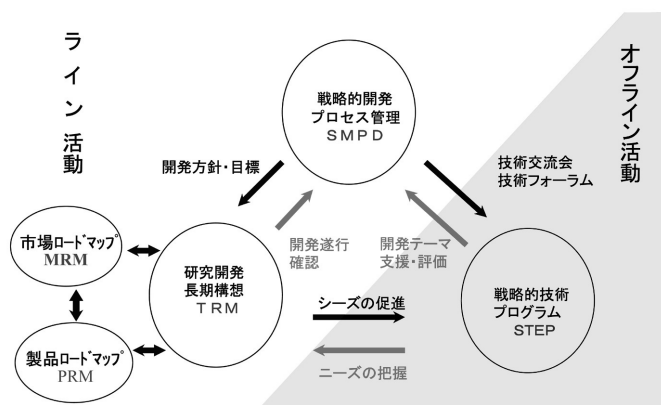 ライン活動
オフライン活動
戦略的開発
プロセス管理
SMPD
開発方針・目標
技術交流会
技術フォーラム
市場ロードマップ
MRM
開発遂行
確認
開発テーマ
支援・評価
研究開発
長期構想
TRM
シーズの促進
戦略的技術
プログラム
STEP
製品ロードマップ
PRM
ニーズの把握